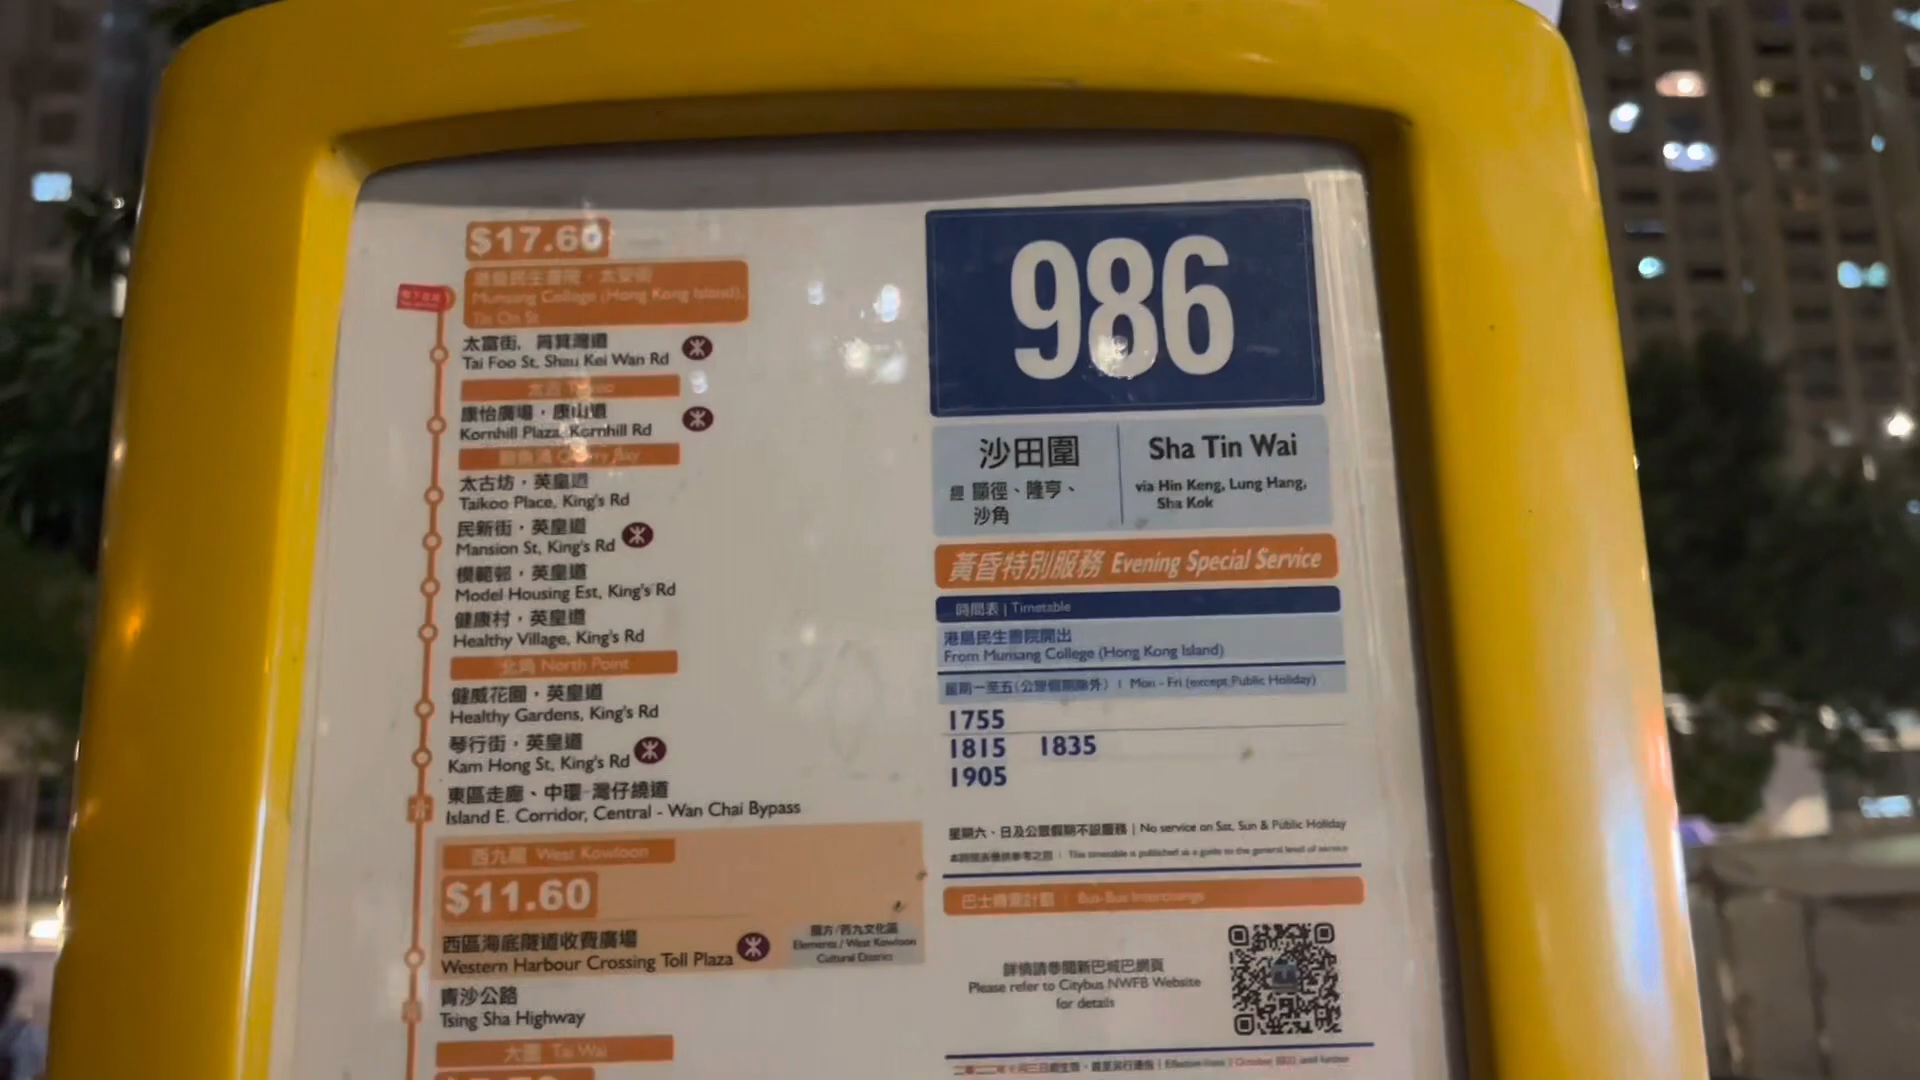 $17.60
港島民生書院，太安街
Munsang College (Hong Kong Island),
Tai On St
太富街，筲箕灣道
Tai Foo St, Shau Kei Wan Rd
太古
康怡廣場，康山道
Kornhill Plaza, Kornhill Rd
鰂魚涌 Quarry Bay
太古坊，英皇道
Taikoo Place, King's Rd
民新街，英皇道
Mansion St, King's Rd
模範邨，英皇道
Model Housing Est, King's Rd
健康村，英皇道
Healthy Village, King's Rd
北角 North Point
健威花園，英皇道
Healthy Gardens, King's Rd
琴行街，英皇道
Kam Hong St, King's Rd
東區走廊、中環-灣仔繞道
Island E. Corridor, Central - Wan Chai Bypass
西九龍 West Kowloon
$11.60
西區海底隧道收費廣場
Western Harbour Crossing Toll Plaza
圓方/西九文化區
Elements / West Kowloon
Cultural District
青沙公路
Tsing Sha Highway
大圍 Tai Wai
986
沙田圍
經 顯徑、隆亨、
沙角
Sha Tin Wai
via Hin Keng, Lung Hang,
Sha Kok
黃昏特別服務 Evening Special Service
時間表 | Timetable
港島民生書院開出
From Munsang College (Hong Kong Island)
星期一至五(公眾假期除外) | Mon - Fri (except Public Holiday)
1755
1815 1835
1905
星期六、日及公眾假期不設服務 | No service on Sat, Sun & Public Holiday
本時間表僅供參考之用 | This timetable is published as a guide to the general level of service
巴士轉乘計劃 | Bus-Bus Interchange
詳情請參閱新巴城巴網頁
Please refer to Citybus NWFB Website
for details